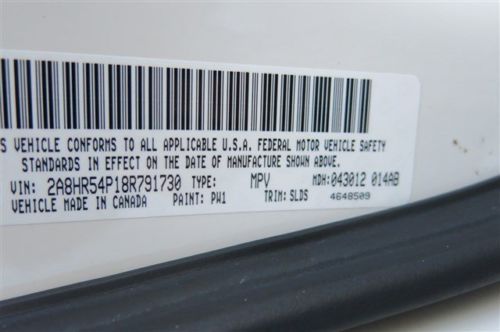 S VEHICLE CONFORMS TO ALL APPLICABLE U.S.A. FEDERAL MOTOR VEHICLE SAFETY
STANDARDS IN EFFECT ON THE DATE OF MANUFACTURE SHOWN ABOVE.
VIN: 2A8HR54P18R791730 TYPE: MPV MDH:043012 014AB
VEHICLE MADE IN CANADA PAINT: PW1 TRIM: SLDS 4648509